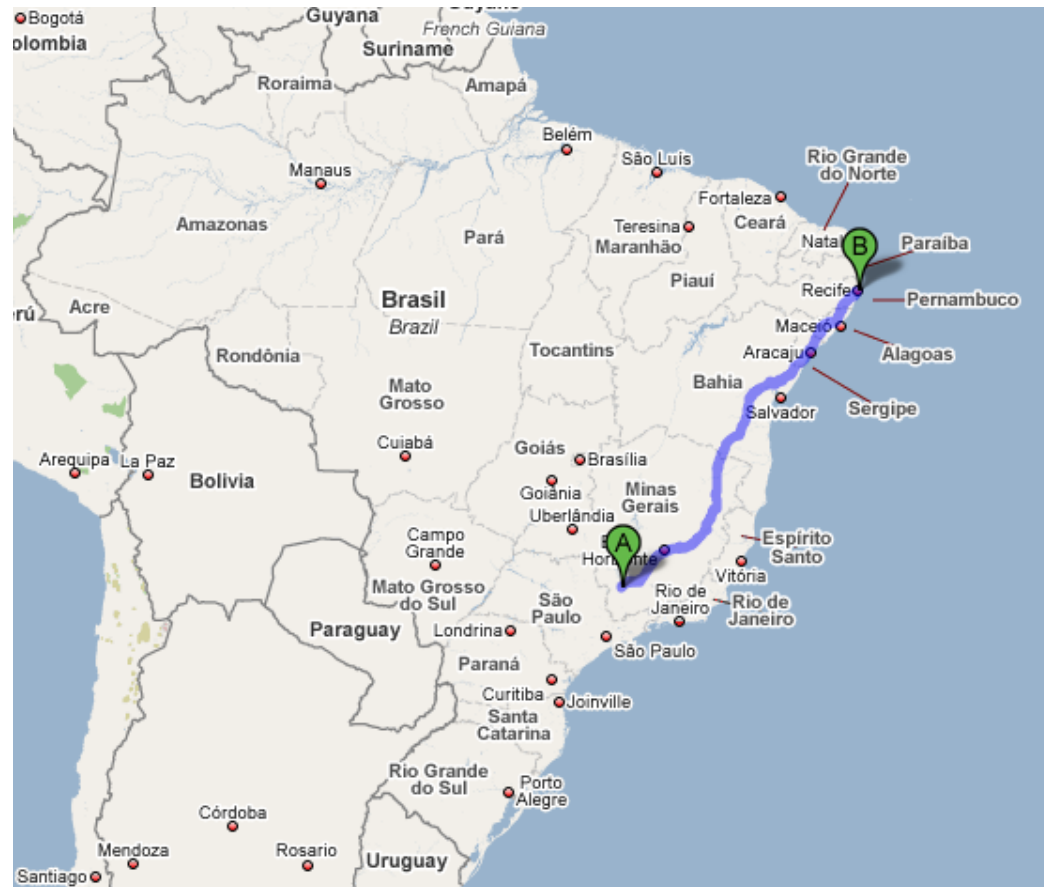 Bogotá
olombia
Guyana
French Guiana
Suriname
Roraima
Amapá
Belém
São Luís
Rio Grande
do Norte
Manaus
Fortaleza
Ceará
Amazonas
Teresina
Maranhão
Pará
Natal
B
Paraíba
Piauí
Recife
Brasil
Brazil
Pernambuco
Acre
rú
Maceió
Rondônia
Tocantins
Aracaju
Alagoas
Bahia
Mato
Grosso
Salvador
Sergipe
Cuiabá
Goiás
Brasília
Arequipa
La Paz
Bolivia
Goiânia
Minas
Gerais
Uberlândia
A
Campo
Grande
Espírito
Santo
Vitória
Mato Grosso
do Sul
Rio de
Janeiro
Rio de
Janeiro
São
Paulo
Paraguay
Londrina
São Paulo
Paraná
Curitiba
Joinville
Santa
Catarina
Rio Grande
do Sul
Porto
Alegre
Córdoba
Mendoza
Rosario
Uruguay
Santiago